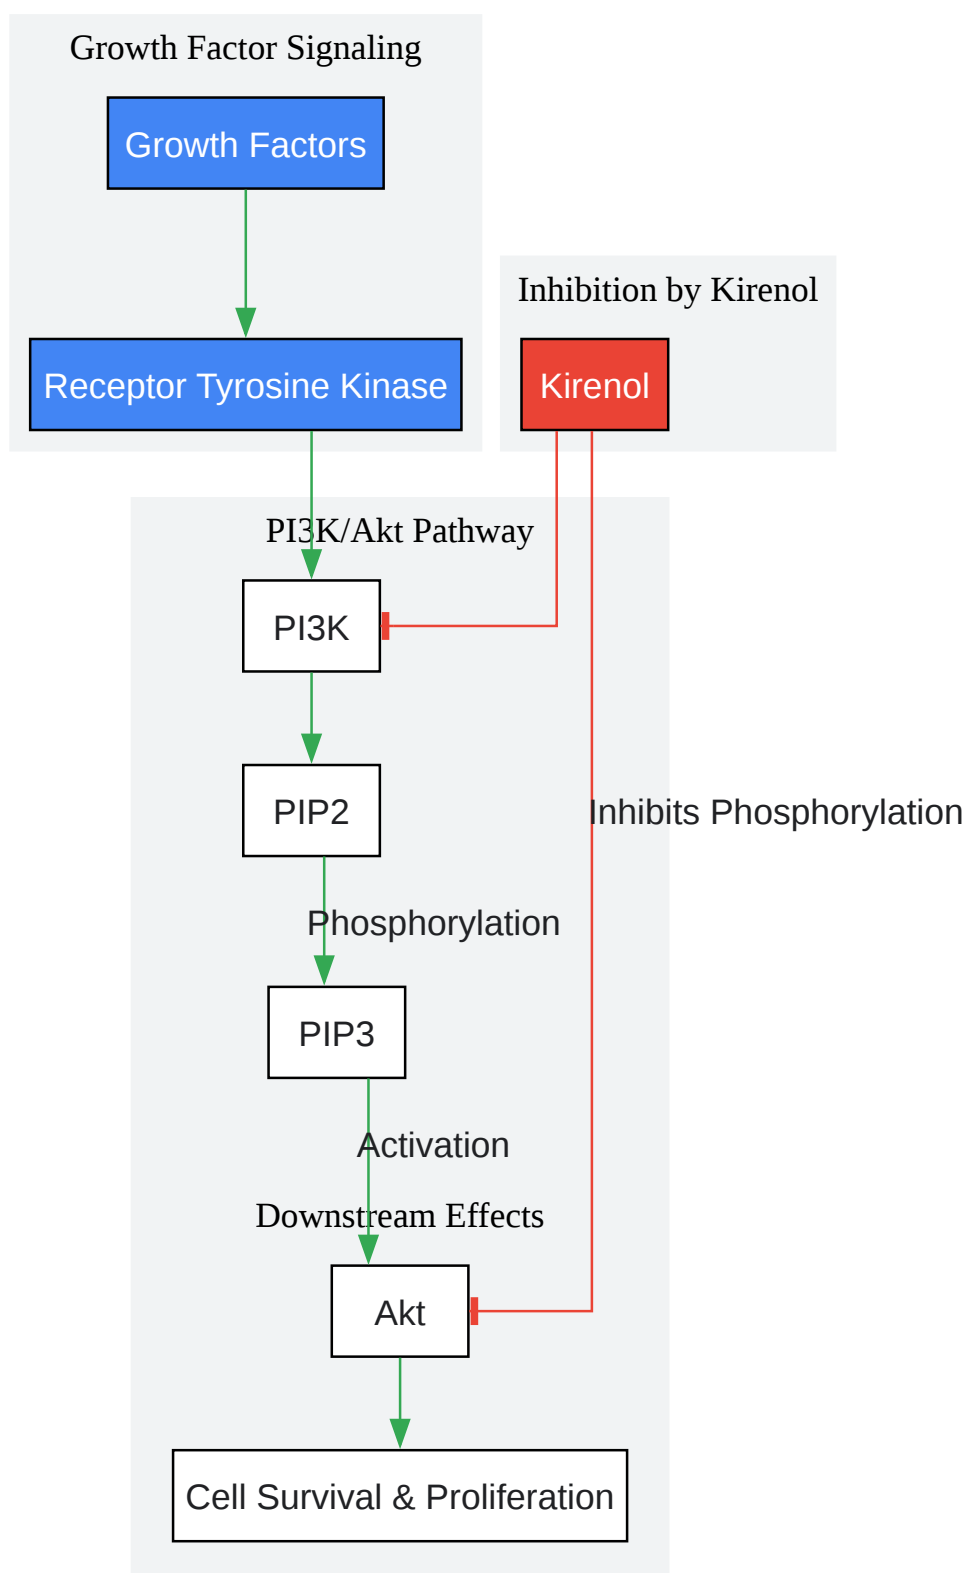 Growth Factor Signaling
Growth Factors
Receptor Tyrosine Kinase
Inhibition by Kirenol
Kirenol
PI3K/Akt Pathway
PI3K
PIP2
Inhibits Phosphorylation
Phosphorylation
PIP3
Activation
Downstream Effects
Akt
Cell Survival & Proliferation